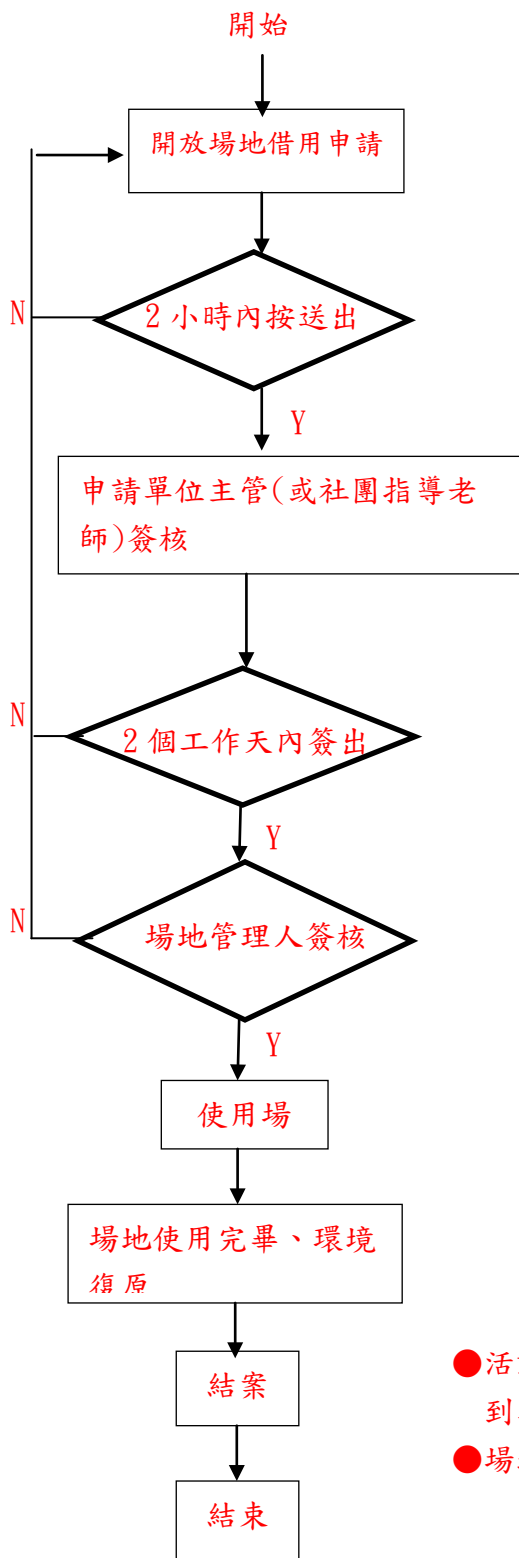 開始
開放場地借用申請
N
2 小時內按送出
Y
申請單位主管(或社團指導老
師)簽核
N
2 個工作天內簽出
Y
N
場地管理人簽核
Y
使用場
場地使用完畢、環境
復原
結案
●活
到
●場
結束